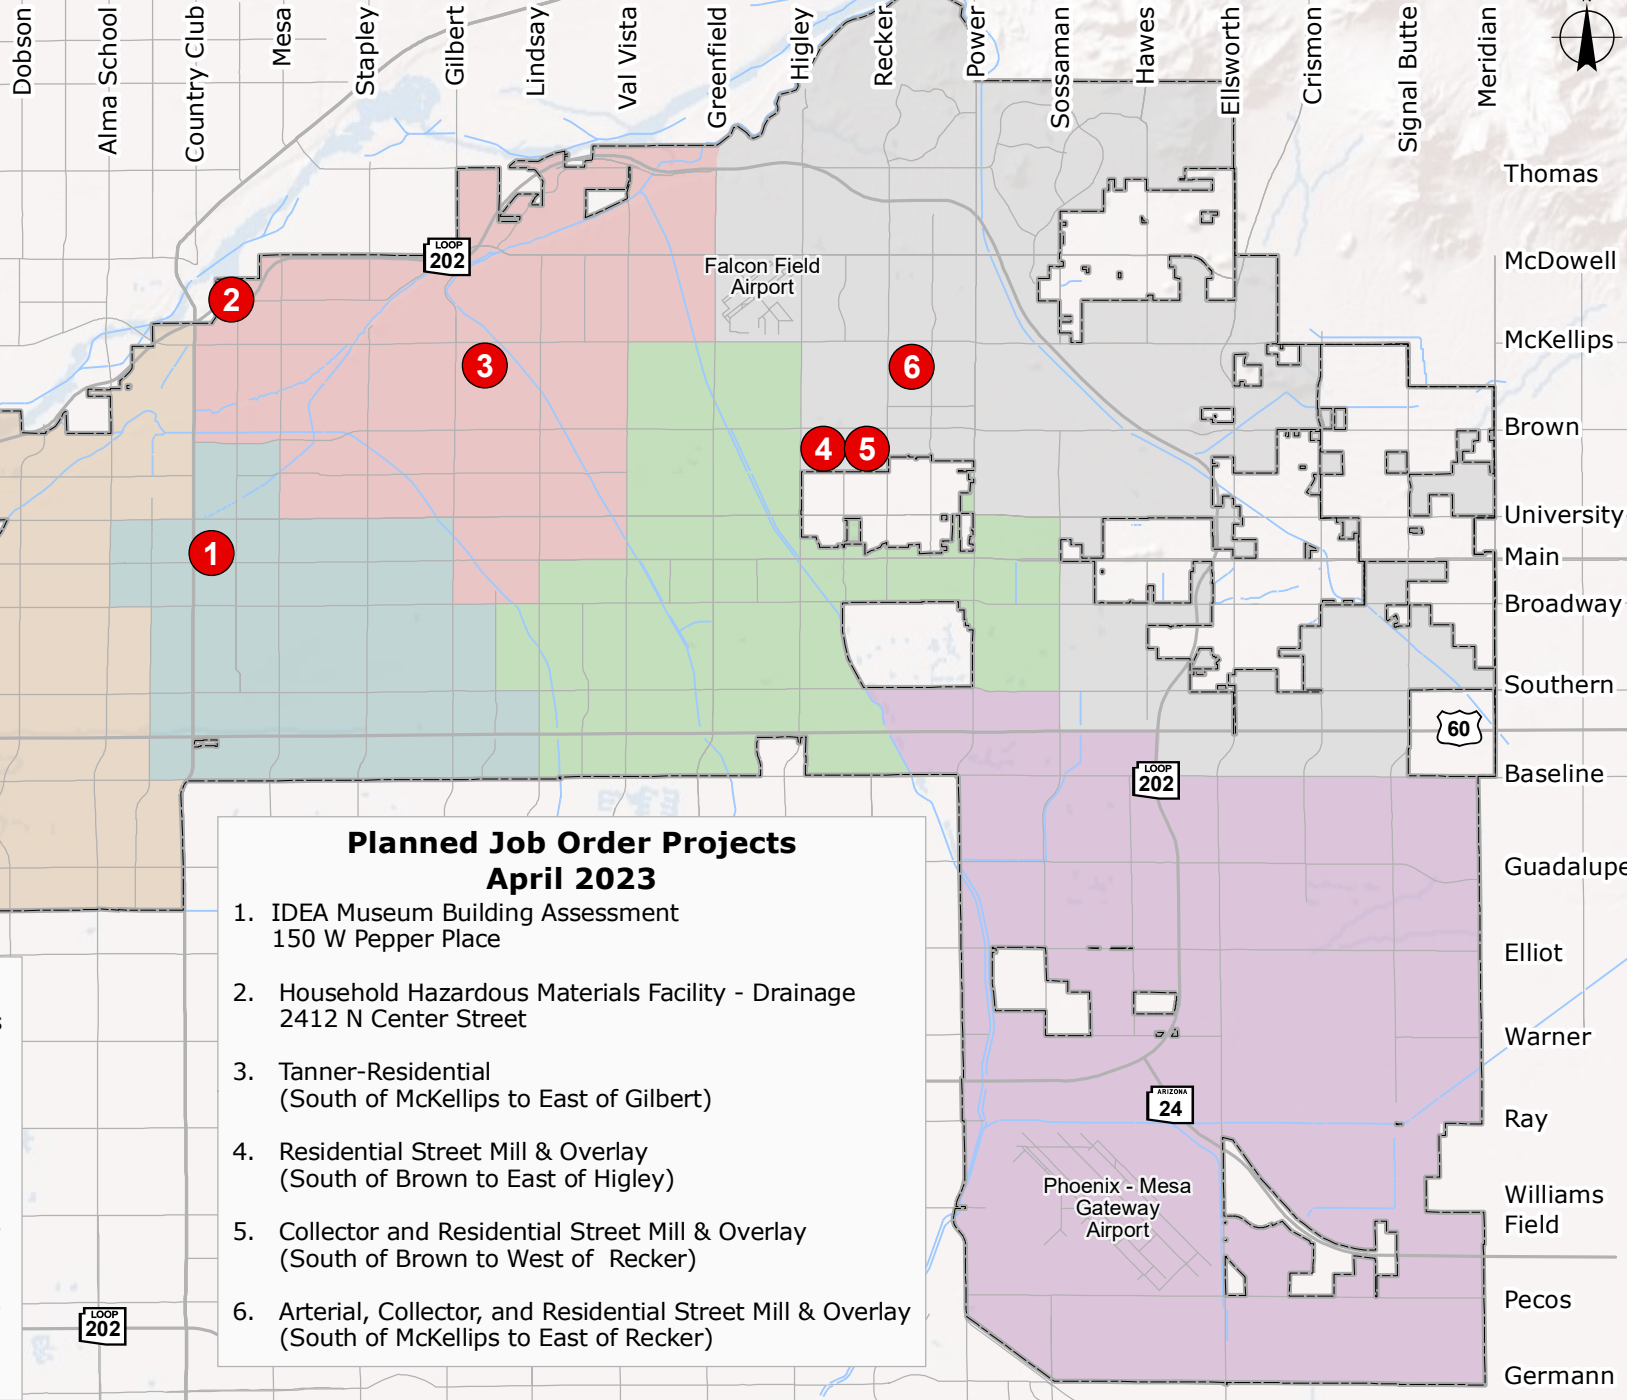 Dobson
Alma School
Country Club
Mesa
Stapley
Gilbert
Lindsay
Val Vista
Greenfield
Higley
Recker
Power
Sossaman
Hawes
Ellsworth
Crismon
Signal Butte
Meridian
Thomas
McDowell
McKellips
Brown
University
Main
Broadway
Southern
Baseline
Guadalupe
Elliot
Warner
Ray
Williams
Field
Pecos
Germann
LOOP
202
Falcon Field
Airport
2
3
6
4
5
1
60
LOOP
202
ARIZONA
24
Phoenix - Mesa
Gateway
Airport
LOOP
202
Planned Job Order Projects
April 2023
1. IDEA Museum Building Assessment
150 W Pepper Place
2. Household Hazardous Materials Facility - Drainage
2412 N Center Street
3. Tanner-Residential
(South of McKellips to East of Gilbert)
4. Residential Street Mill & Overlay
(South of Brown to East of Higley)
5. Collector and Residential Street Mill & Overlay
(South of Brown to West of Recker)
6. Arterial, Collector, and Residential Street Mill & Overlay
(South of McKellips to East of Recker)